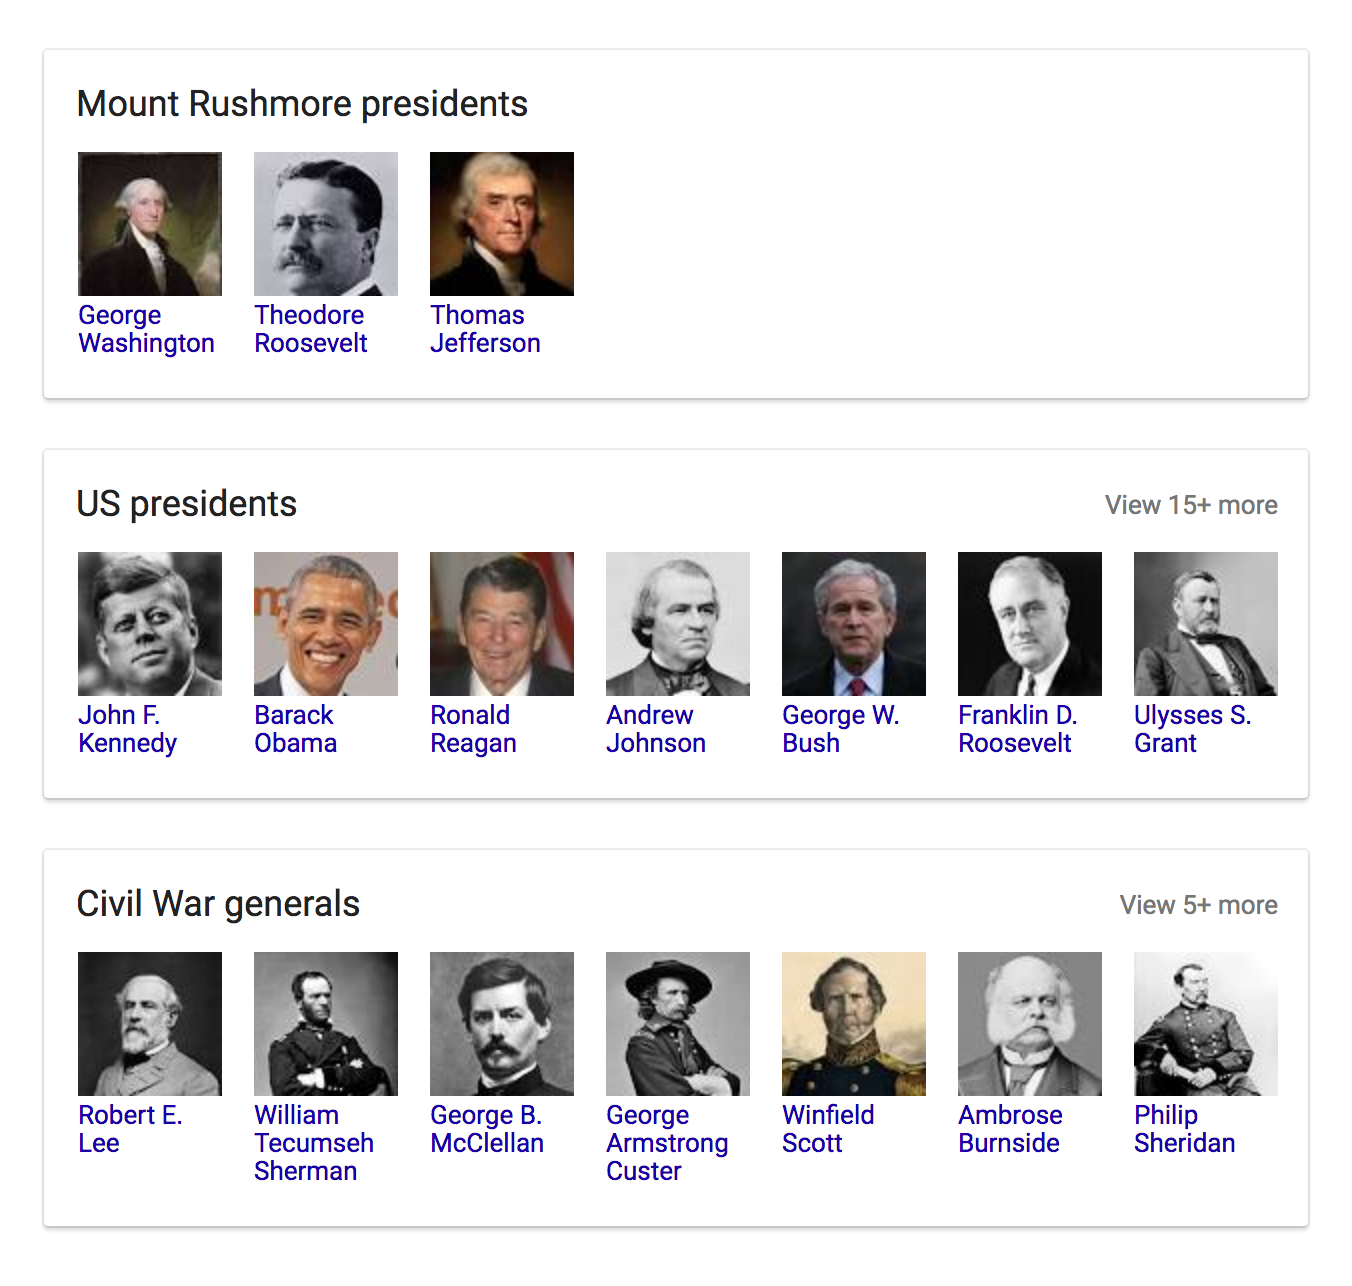 Mount Rushmore presidents
George
Washington
Theodore
Roosevelt
Thomas
Jefferson
US presidents
View 15+ more
John F.
Kennedy
Barack
Obama
Ronald
Reagan
Andrew
Johnson
George W.
Bush
Franklin D.
Roosevelt
Ulysses S.
Grant
Civil War generals
View 5+ more
Robert E.
Lee
William
Tecumseh
Sherman
George B.
McClellan
George
Armstrong
Custer
Winfield
Scott
Ambrose
Burnside
Philip
Sheridan